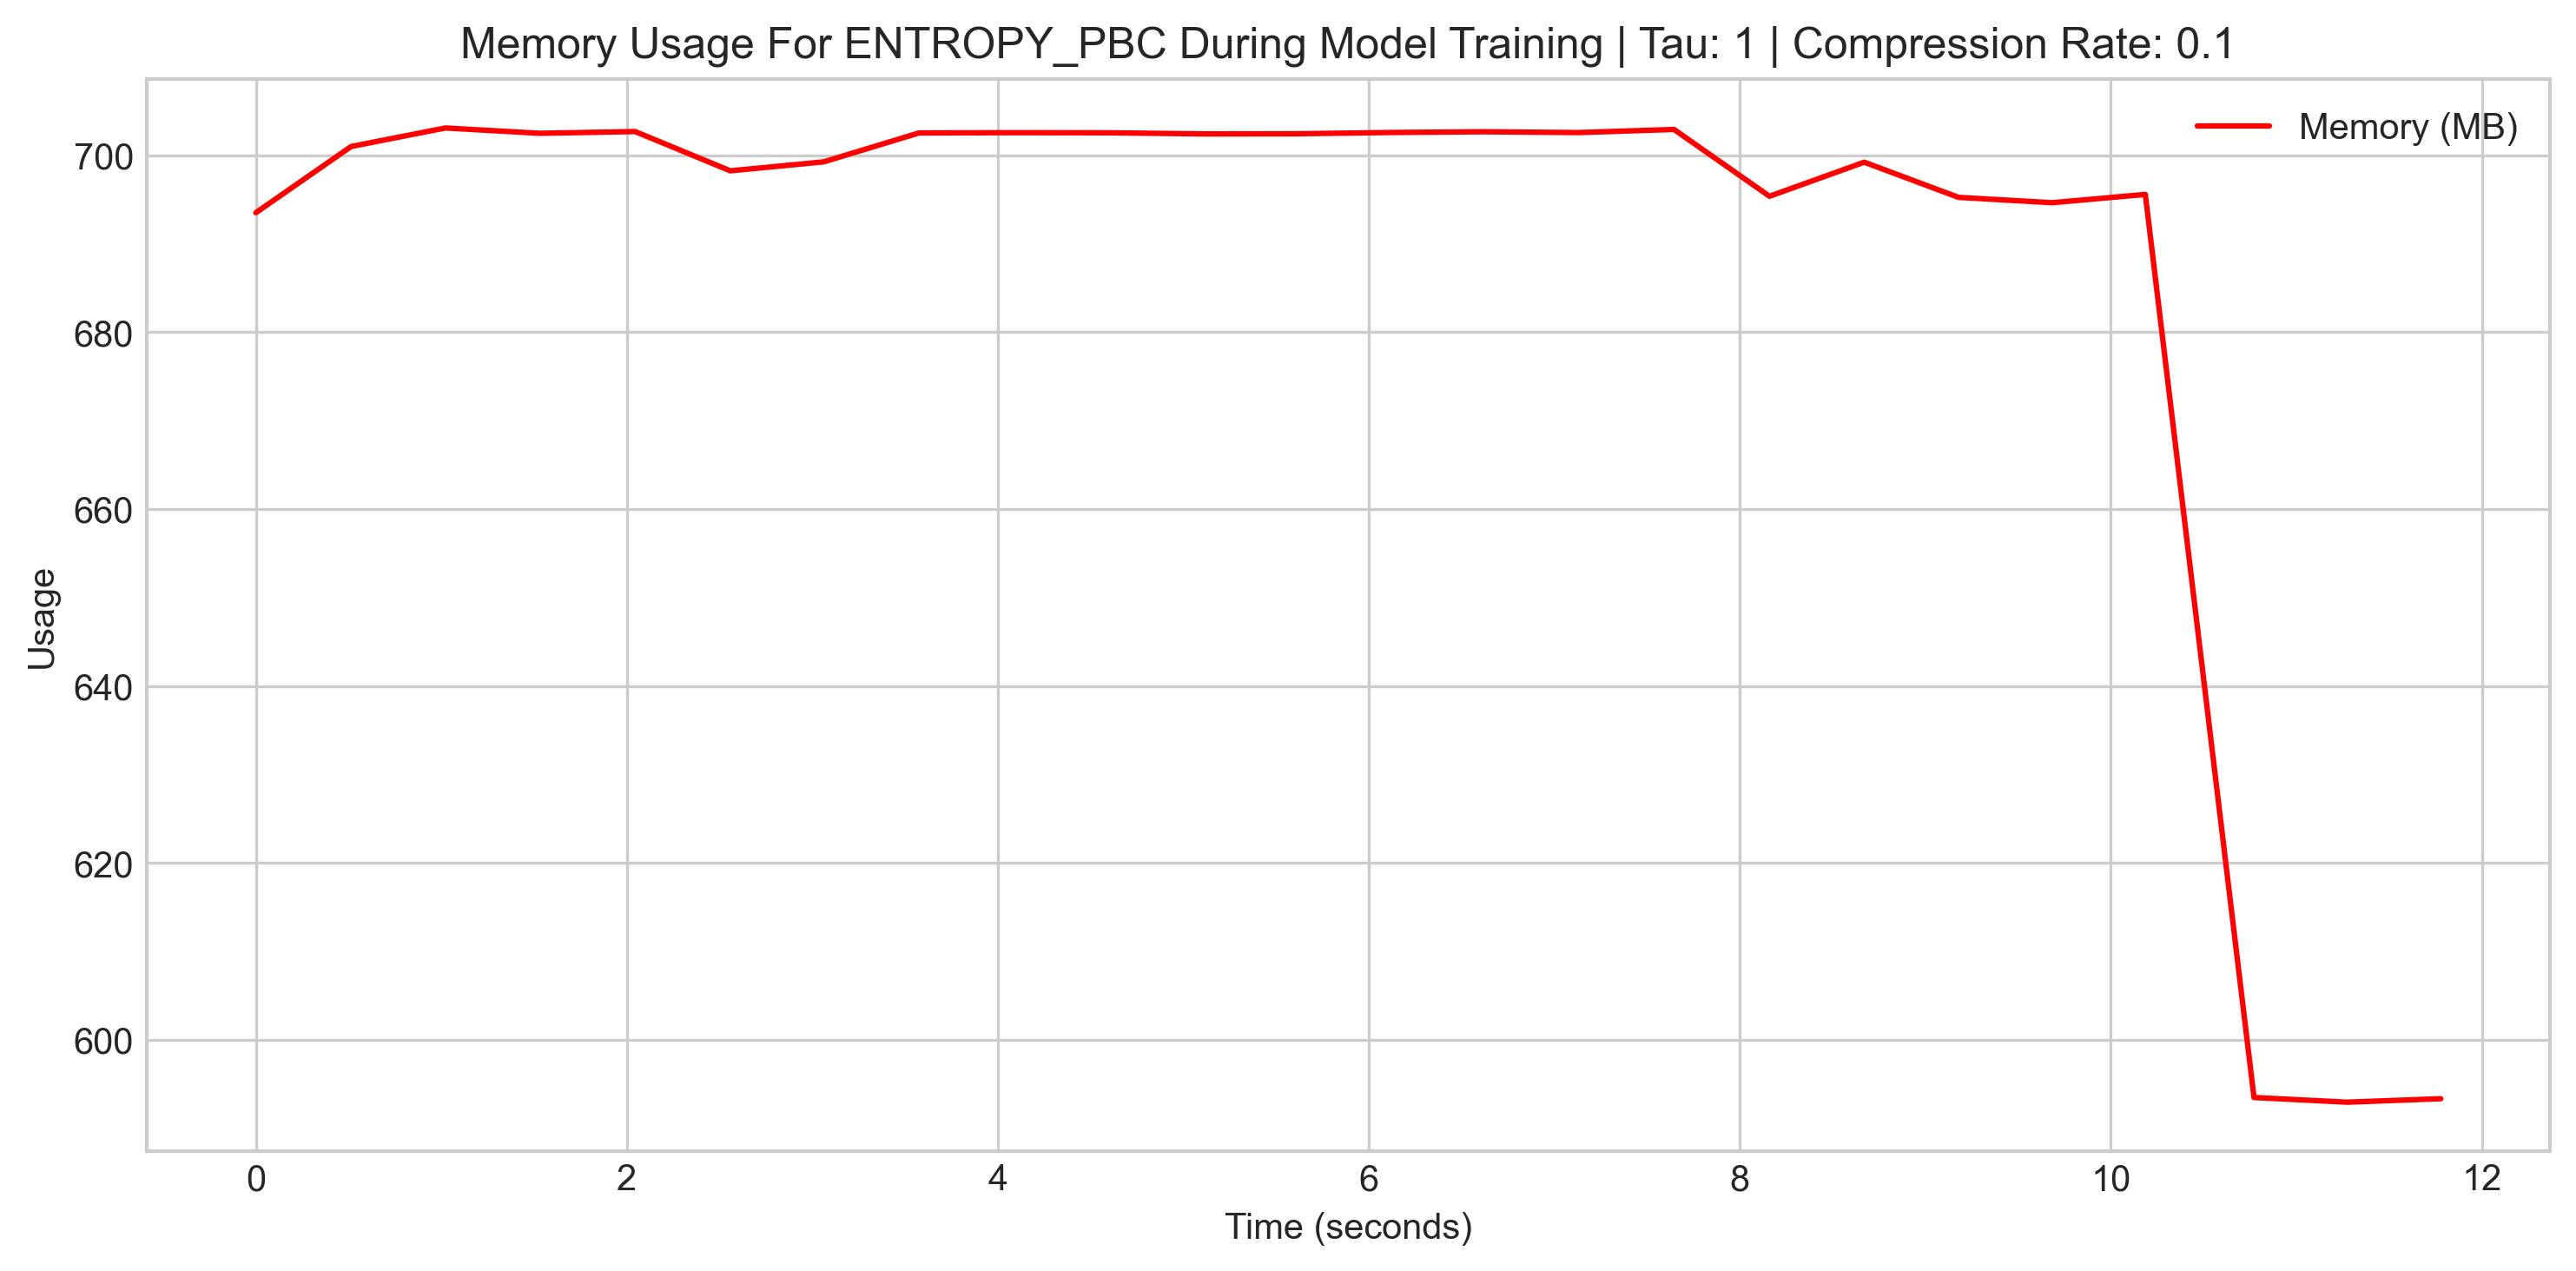 Memory Usage For ENTROPY_PBC During Model Training | Tau: 1 | Compression Rate: 0.1
Memory (MB)
700
680
660
640
620
600
Usage
0 2 4 6 8 10 12
Time (seconds)